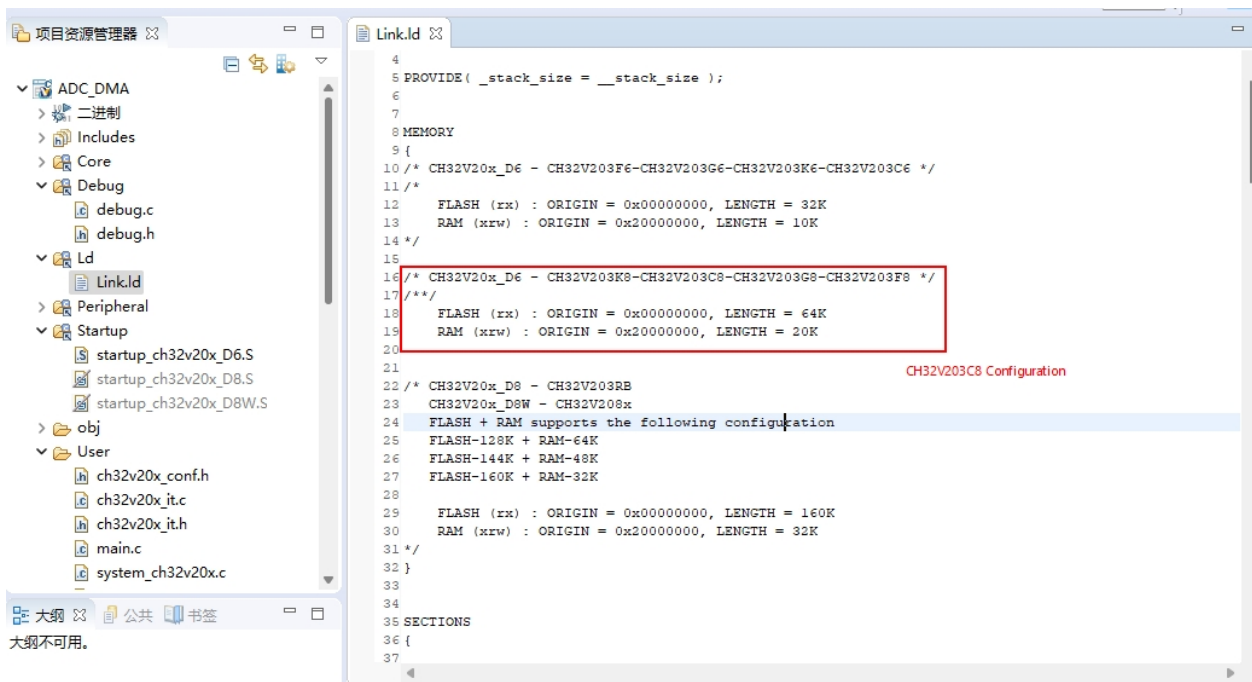 项目资源管理器
ADC_DMA
二进制
Includes
Core
Debug
debug.c
debug.h
Ld
Link.ld
Peripheral
Startup
startup_ch32v20x_D6.S
startup_ch32v20x_D8.S
startup_ch32v20x_D8W.S
obj
User
ch32v20x_conf.h
ch32v20x_it.c
ch32v20x_it.h
main.c
system_ch32v20x.c
大纲 公共 书签
大纲不可用。
Link.ld
4
5 PROVIDE( _stack_size = __stack_size );
6
7
8 MEMORY
9 {
10 /* CH32V20x_D6 - CH32V203F6-CH32V203G6-CH32V203K6-CH32V203C6 */
11 /*
12 FLASH (rx) : ORIGIN = 0x00000000, LENGTH = 32K
13 RAM (xrw) : ORIGIN = 0x20000000, LENGTH = 10K
14 */
15
16 /* CH32V20x_D6 - CH32V203K8-CH32V203C8-CH32V203G8-CH32V203F8 */
17 /**/
18 FLASH (rx) : ORIGIN = 0x00000000, LENGTH = 64K
19 RAM (xrw) : ORIGIN = 0x20000000, LENGTH = 20K
20
21
CH32V203C8 Configuration
22 /* CH32V20x_D8 - CH32V203RB
23 CH32V20x_D8W - CH32V208x
24 FLASH + RAM supports the following configuration
25 FLASH-128K + RAM-64K
26 FLASH-144K + RAM-48K
27 FLASH-160K + RAM-32K
28
29 FLASH (rx) : ORIGIN = 0x00000000, LENGTH = 160K
30 RAM (xrw) : ORIGIN = 0x20000000, LENGTH = 32K
31 */
32 }
33
34
35 SECTIONS
36 {
37